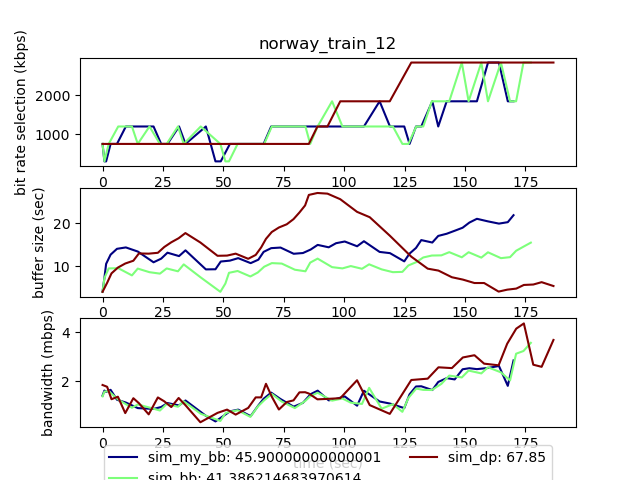 norway_train_12
bit rate selection (kbps)
2000
1000
0 25 50 75 100 125 150 175
buffer size (sec)
20
10
0 25 50 75 100 125 150 175
bandwidth (mbps)
4
2
0 25 50 75 100 125 150 175
time (sec)
sim_my_bb: 45.90000000000001
sim_dp: 67.85
sim_bb: 41.386214683970614